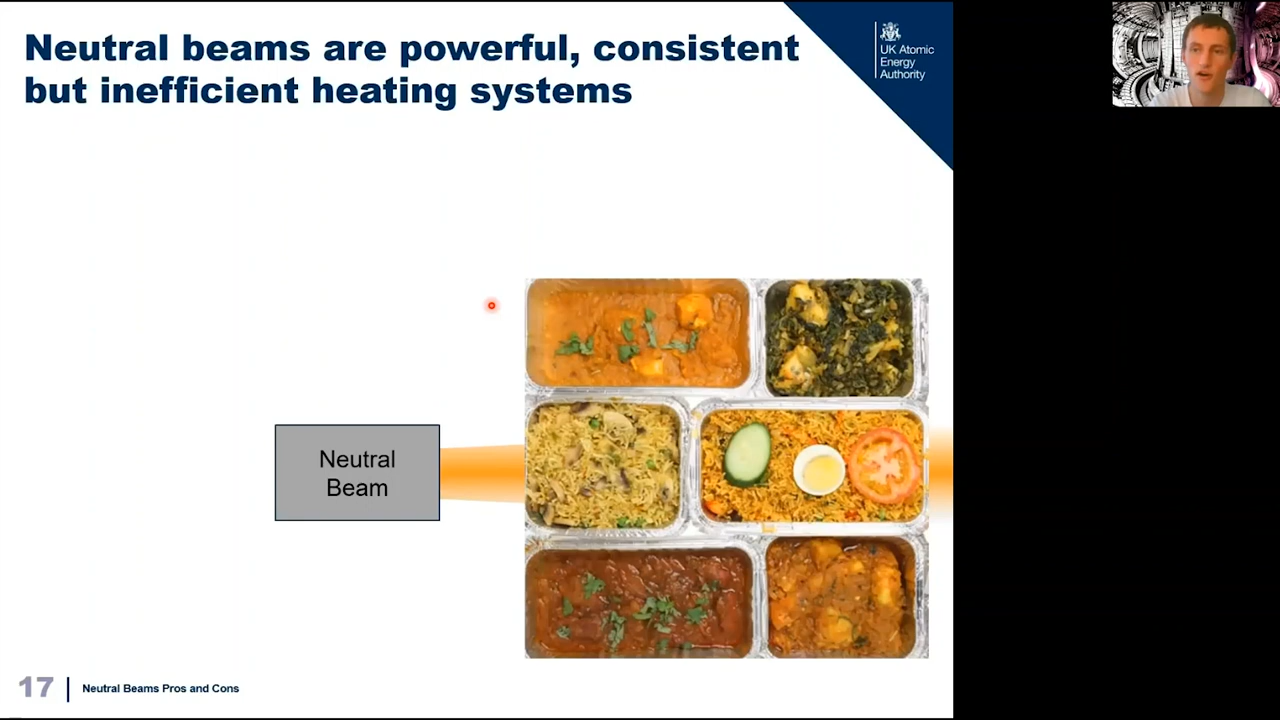 Neutral beams are powerful, consistent
but inefficient heating systems
UK Atomic
Energy
Authority
Neutral
Beam
17
Neutral Beams Pros and Cons